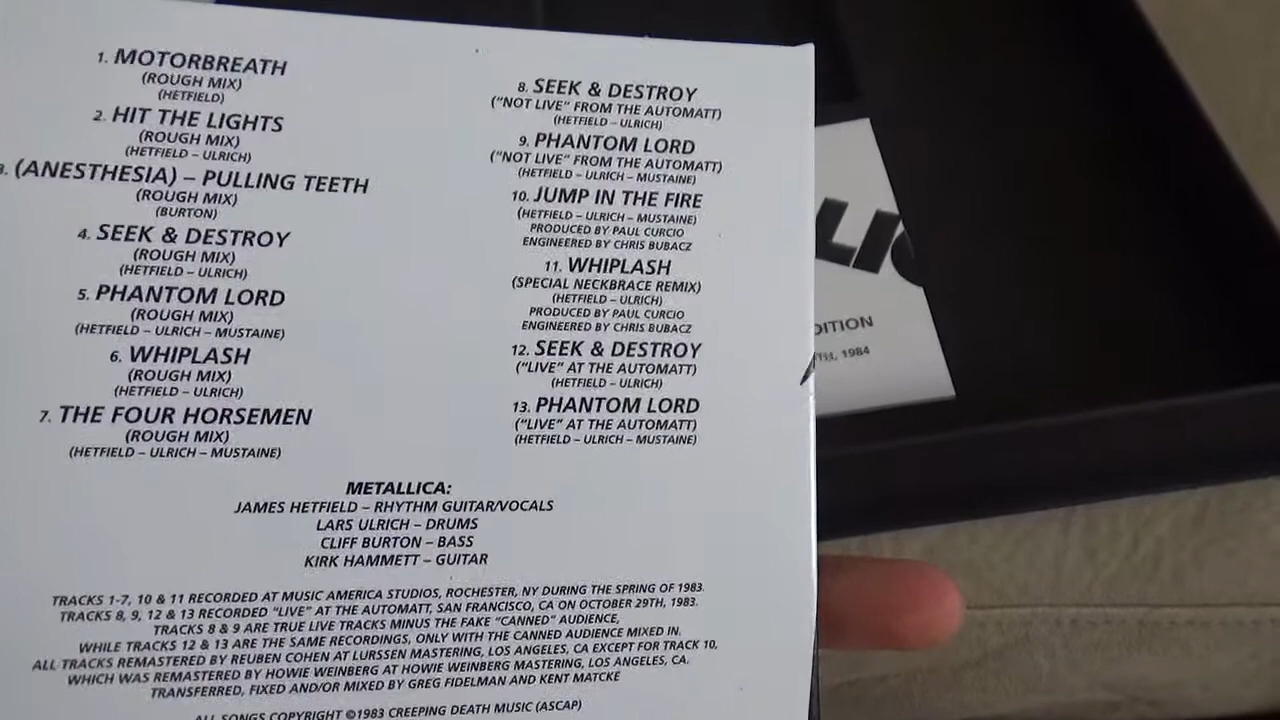 1. MOTORBREATH
(ROUGH MIX)
(HETFIELD)
2. HIT THE LIGHTS
(ROUGH MIX)
(HETFIELD – ULRICH)
3. (ANESTHESIA) – PULLING TEETH
(ROUGH MIX)
(BURTON)
4. SEEK & DESTROY
(ROUGH MIX)
(HETFIELD – ULRICH)
5. PHANTOM LORD
(ROUGH MIX)
(HETFIELD – ULRICH – MUSTAINE)
6. WHIPLASH
(ROUGH MIX)
(HETFIELD – ULRICH)
7. THE FOUR HORSEMEN
(ROUGH MIX)
(HETFIELD – ULRICH – MUSTAINE)
8. SEEK & DESTROY
("NOT LIVE" FROM THE AUTOMATT)
(HETFIELD – ULRICH)
9. PHANTOM LORD
("NOT LIVE" FROM THE AUTOMATT)
(HETFIELD – ULRICH – MUSTAINE)
10. JUMP IN THE FIRE
(HETFIELD – ULRICH – MUSTAINE)
PRODUCED BY PAUL CURCIO
ENGINEERED BY CHRIS BUBACZ
11. WHIPLASH
(SPECIAL NECKBRACE REMIX)
(HETFIELD – ULRICH)
PRODUCED BY PAUL CURCIO
ENGINEERED BY CHRIS BUBACZ
12. SEEK & DESTROY
("LIVE" AT THE AUTOMATT)
(HETFIELD – ULRICH)
13. PHANTOM LORD
("LIVE" AT THE AUTOMATT)
(HETFIELD – ULRICH – MUSTAINE)
METALLICA:
JAMES HETFIELD – RHYTHM GUITAR/VOCALS
LARS ULRICH – DRUMS
CLIFF BURTON – BASS
KIRK HAMMETT – GUITAR
TRACKS 1-7, 10 & 11 RECORDED AT MUSIC AMERICA STUDIOS, ROCHESTER, NY DURING THE SPRING OF 1983.
TRACKS 8, 9, 12 & 13 RECORDED "LIVE" AT THE AUTOMATT, SAN FRANCISCO, CA ON OCTOBER 29TH, 1983.
TRACKS 8 & 9 ARE TRUE LIVE TRACKS MINUS THE FAKE "CANNED" AUDIENCE,
WHILE TRACKS 12 & 13 ARE THE SAME RECORDINGS, ONLY WITH THE CANNED AUDIENCE MIXED IN.
ALL TRACKS REMASTERED BY REUBEN COHEN AT LURSSEN MASTERING, LOS ANGELES, CA EXCEPT FOR TRACK 10,
WHICH WAS REMASTERED BY HOWIE WEINBERG AT HOWIE WEINBERG MASTERING, LOS ANGELES, CA.
TRANSFERRED, FIXED AND/OR MIXED BY GREG FIDELMAN AND KENT MATCKE
ALL SONGS COPYRIGHT ©1983 CREEPING DEATH MUSIC (ASCAP)
LIC
DITION
1984